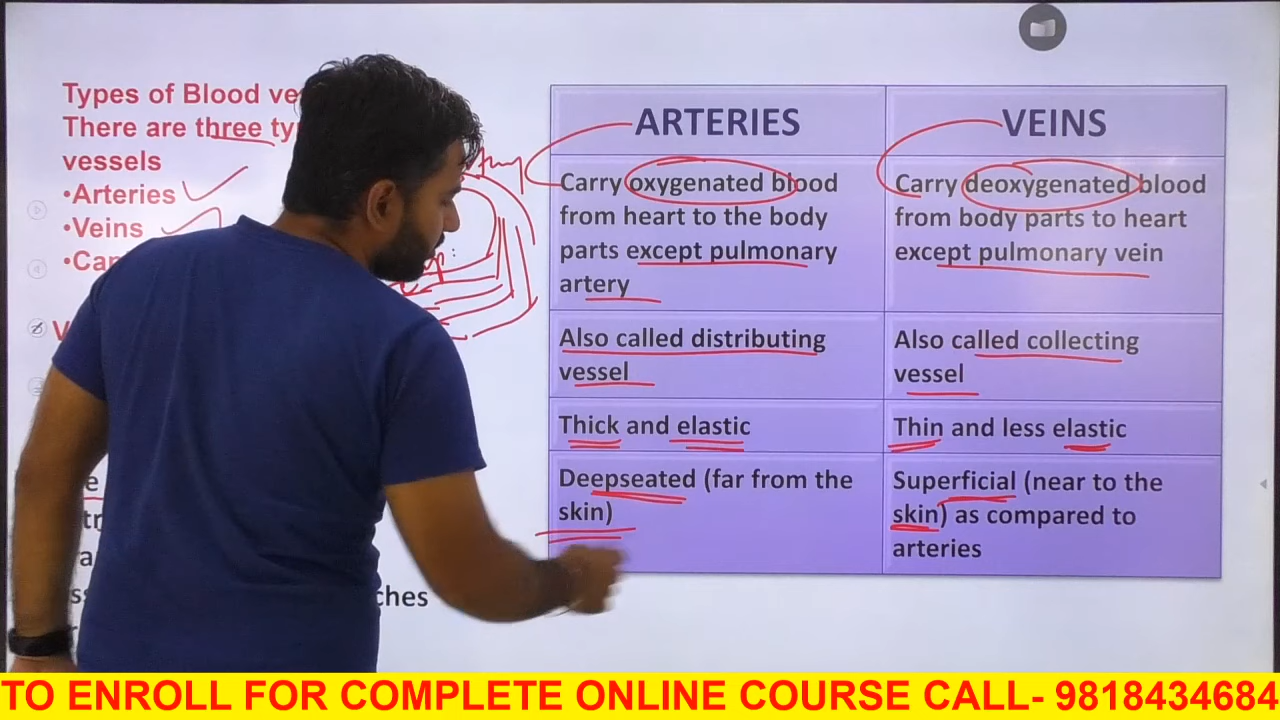 Types of Blood
There are three
vessels
•Arteries
•Veins
ches
ARTERIES
Carry oxygenated blood
from heart to the body
parts except pulmonary
artery
Also called distributing
vessel
Thick and elastic
Deepseated (far from the
skin)
VEINS
Carry deoxygenated blood
from body parts to heart
except pulmonary vein
Also called collecting
vessel
Thin and less elastic
Superficial (near to the
skin) as compared to
arteries
TO ENROLL FOR COMPLETE ONLINE COURSE CALL- 9818434684